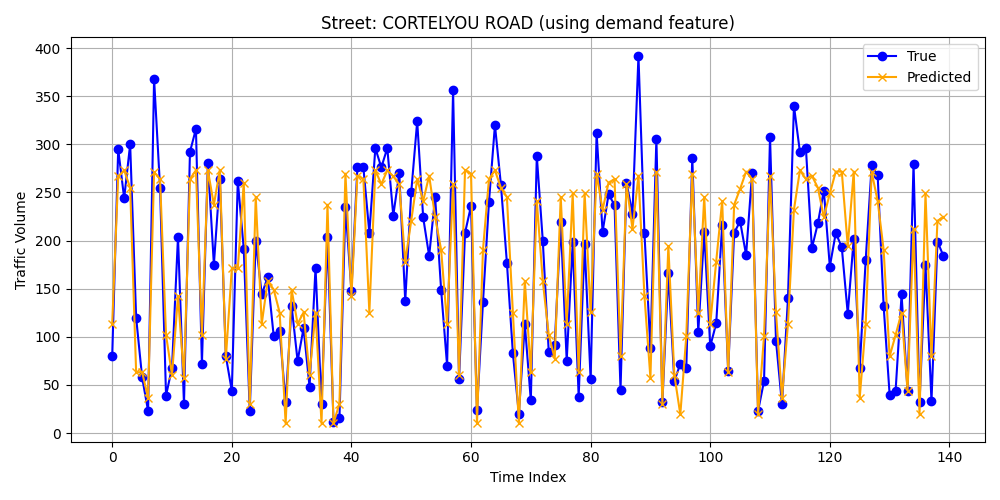 Street: CORTELYOU ROAD (using demand feature)
True
Predicted
Traffic Volume
400
350
300
250
200
150
100
50
0
0 20 40 60 80 100 120 140
Time Index